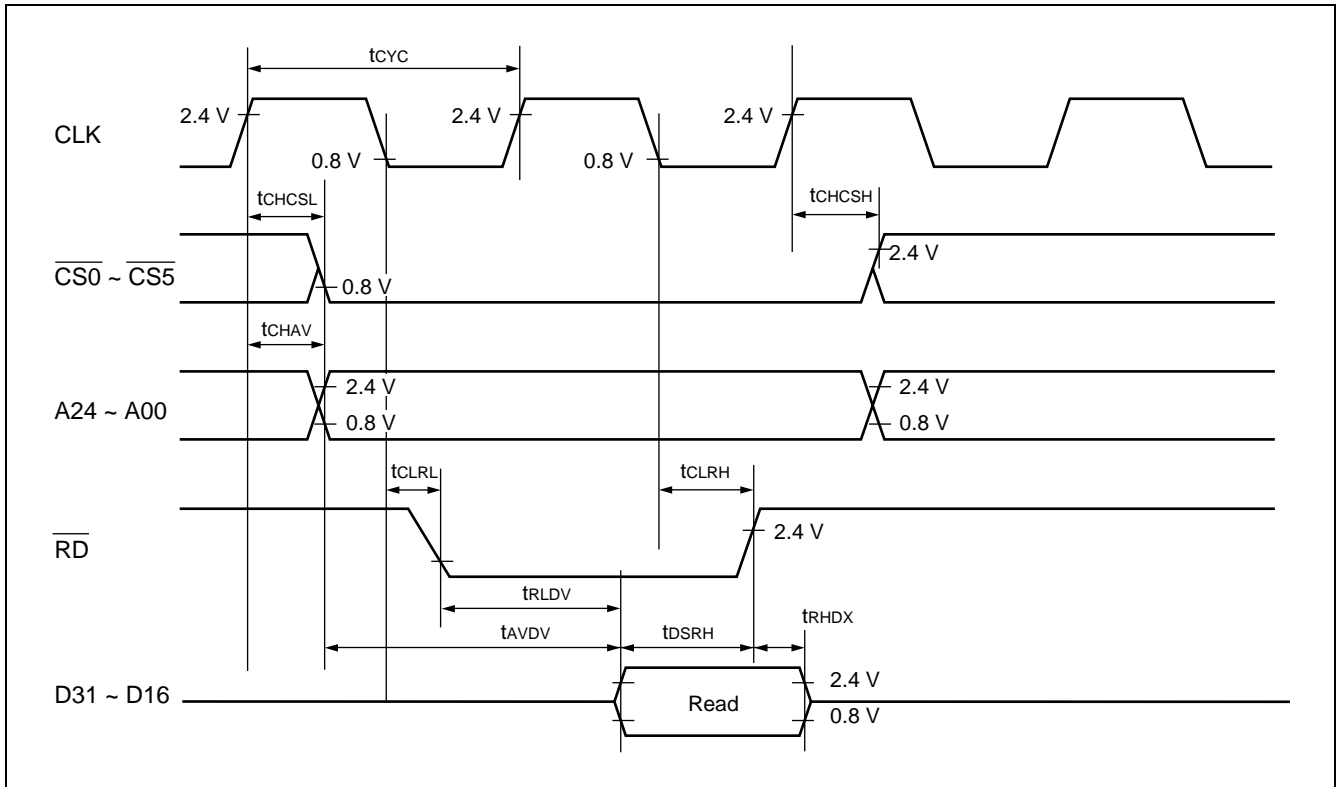 tCYC
2.4 V 2.4 V 2.4 V
CLK
0.8 V 0.8 V
tCHCSL tCHCSH
2.4 V
CS0 ~ CS5
0.8 V
tCHAV
2.4 V 2.4 V
A24 ~ A00
0.8 V 0.8 V
tCLRL tCLRH
2.4 V
RD
tRLDV
tRHDX
tAVDV tDSRH
2.4 V
D31 ~ D16
Read
0.8 V